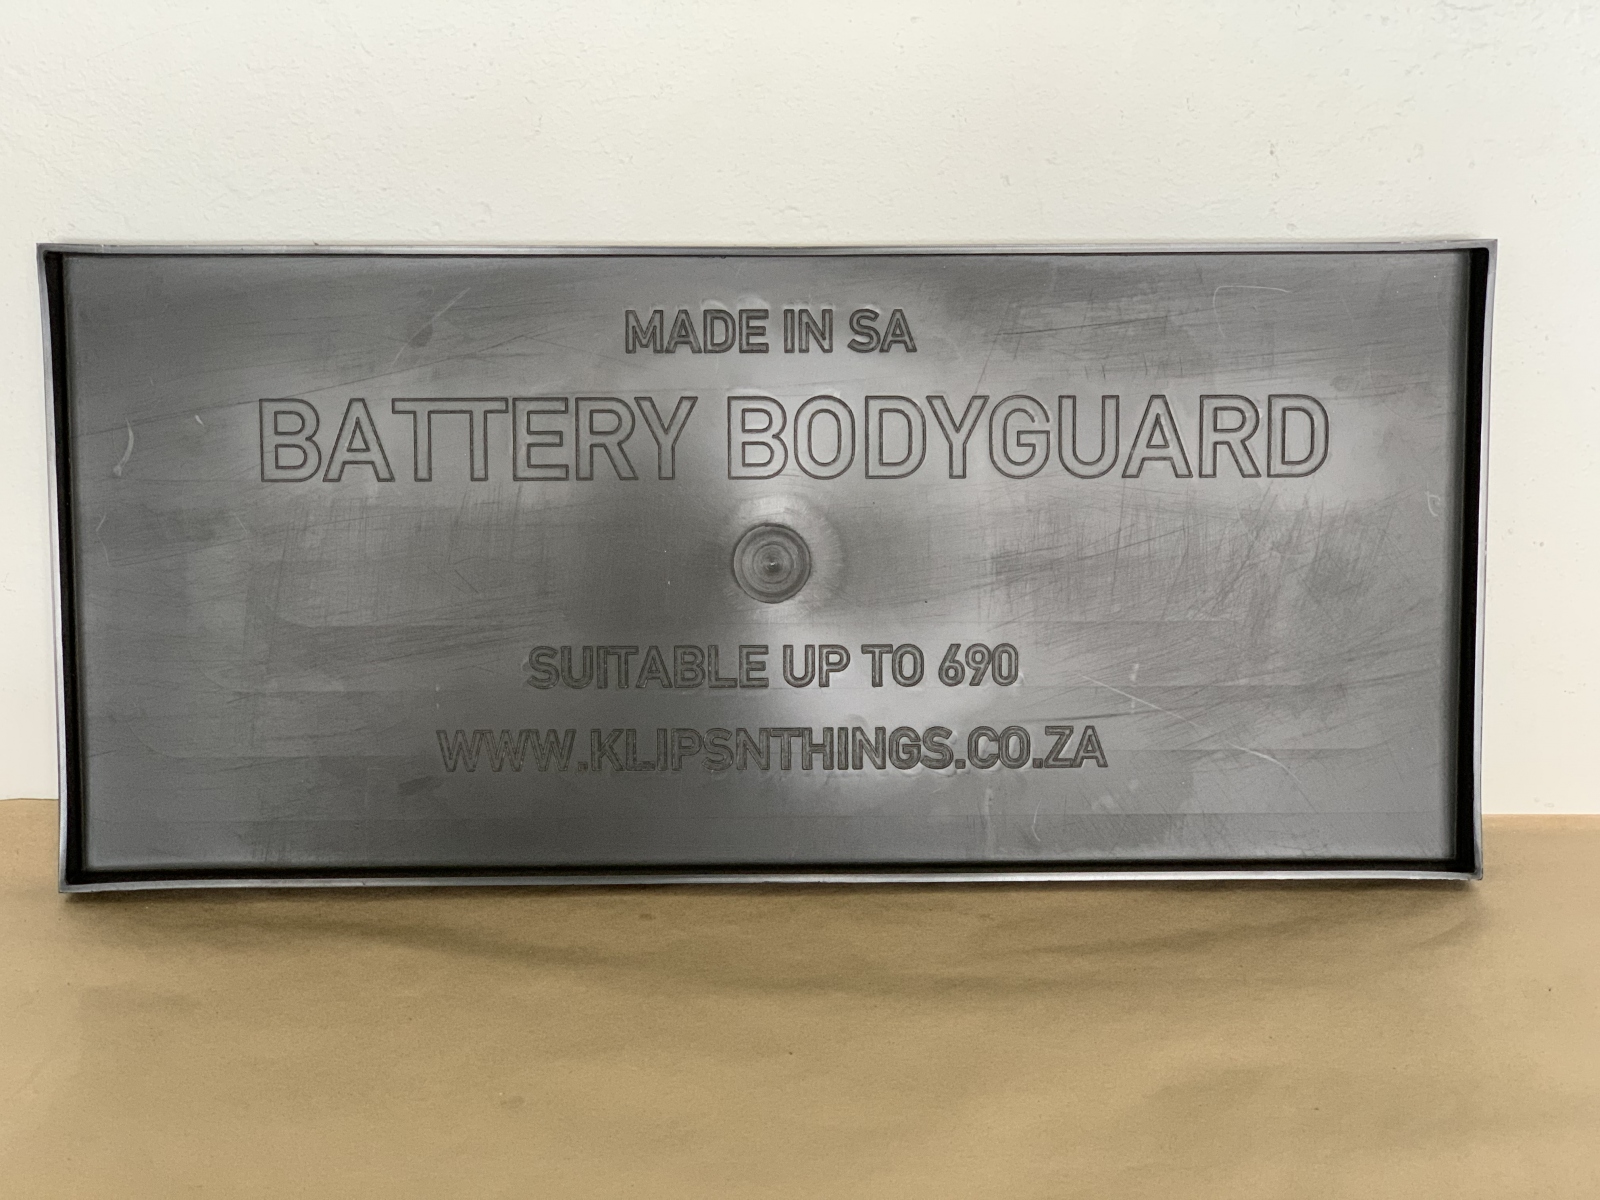 MADE IN SA
BATTERY BODYGUARD
SUITABLE UP TO 690
WWW.KLIPSNTHINGS.CO.ZA